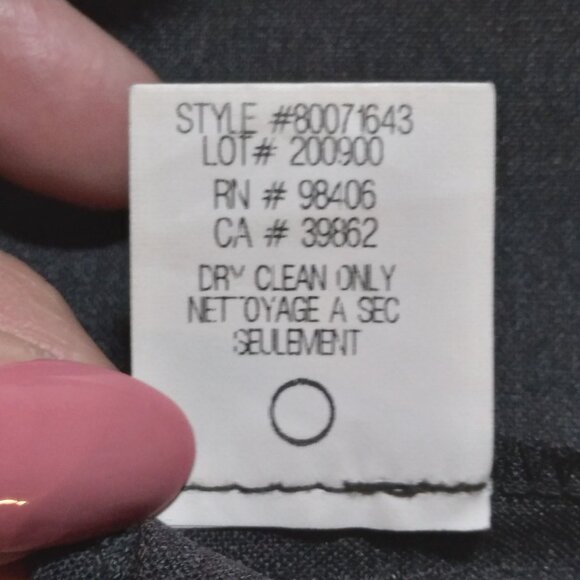 STYLE #80071643
LOT# 200900
RN # 98406
CA # 39862
DRY CLEAN ONLY
NETTOYAGE A SEC
SEULEMENT